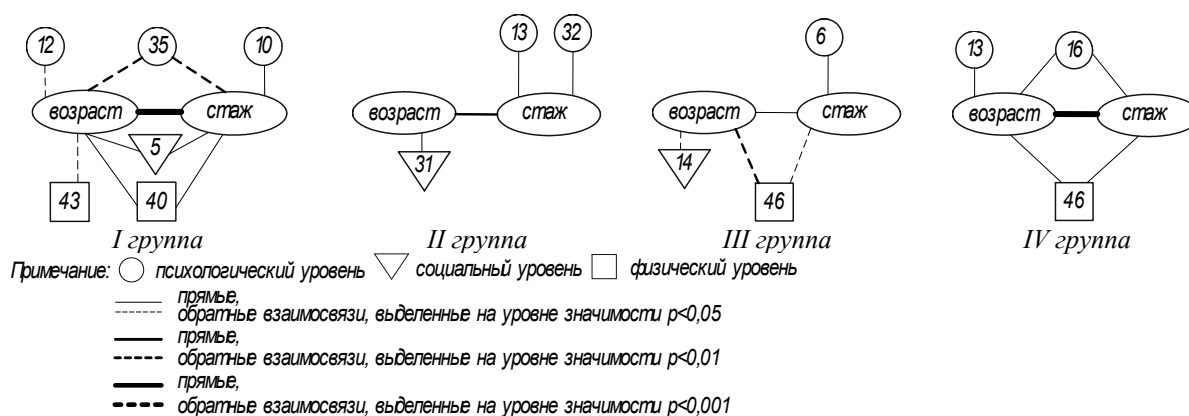 12 35 10 13 32 6 13 16
возраст стаж возраст стаж возраст стаж возраст стаж
5 31 14
43 40 46 46
I группа II группа III группа IV группа
Примечание: психологический уровень социальный уровень физический уровень
прямые,
обратные взаимосвязи, выделенные на уровне значимости p<0,05
прямые,
обратные взаимосвязи, выделенные на уровне значимости p<0,01
прямые,
обратные взаимосвязи, выделенные на уровне значимости p<0,001